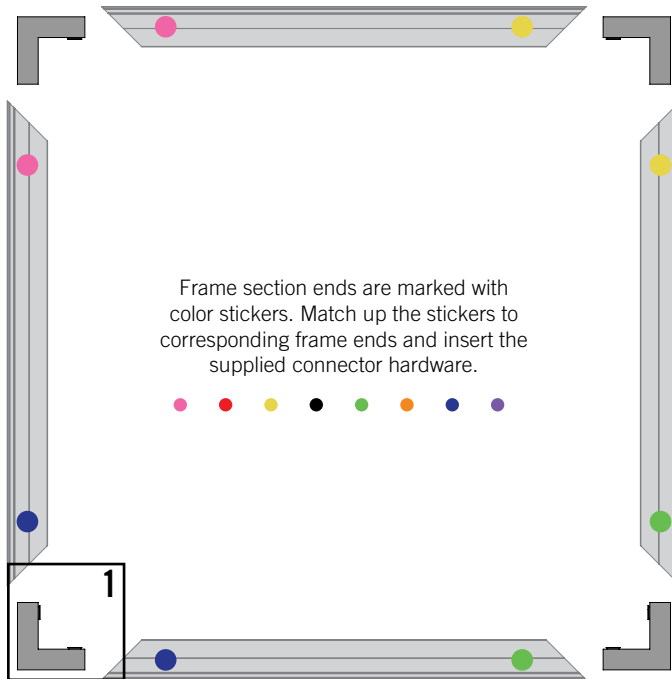 Frame section ends are marked with
color stickers. Match up the stickers to
corresponding frame ends and insert the
supplied connector hardware.
1